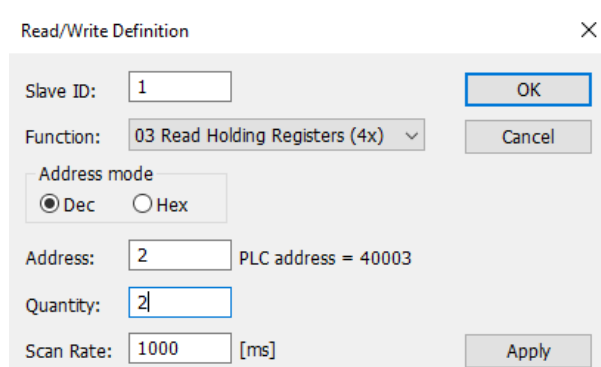 Read/Write Definition
Slave ID: 1 OK
Function: 03 Read Holding Registers (4x) Cancel
Address mode
Dec Hex
Address: 2 PLC address = 40003
Quantity: 2
Scan Rate: 1000 [ms] Apply